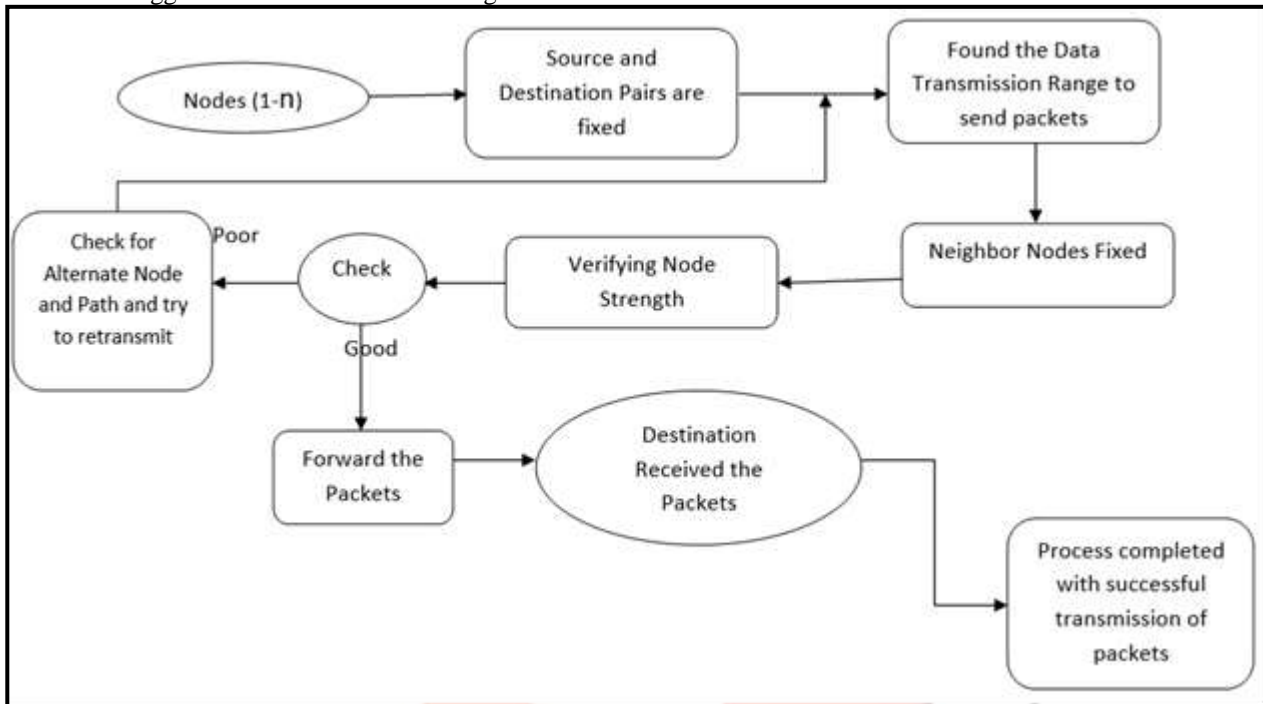 Nodes (1-n)
Source and
Destination Pairs are
fixed
Found the Data
Transmission Range to
send packets
Neighbor Nodes Fixed
Verifying Node
Strength
Check
Poor
Good
Check for
Alternate Node
and Path and try
to retransmit
Forward the
Packets
Destination
Received the
Packets
Process completed
with successful
transmission of
packets